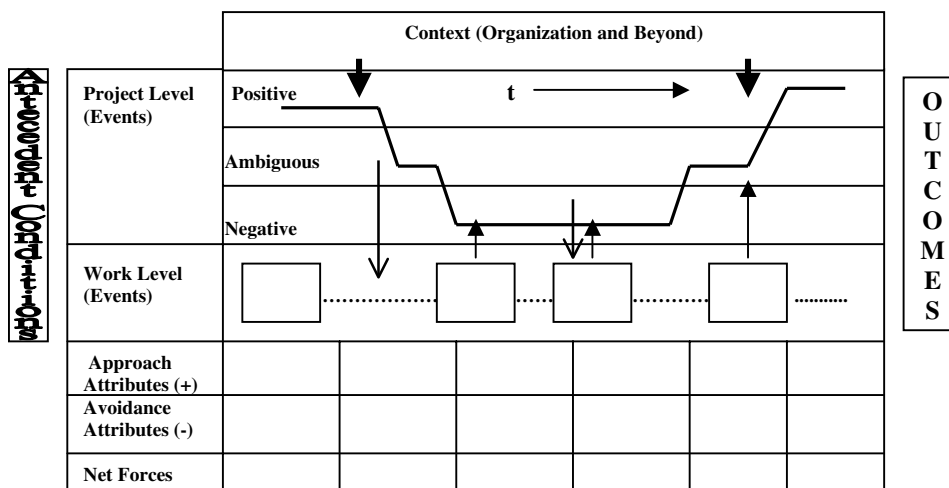 Context (Organization and Beyond)
Antecedent Conditions
Project Level
(Events)
Positive
t
Ambiguous
Negative
Work Level
(Events)
Approach
Attributes (+)
Avoidance
Attributes (-)
Net Forces
O
U
T
C
O
M
E
S